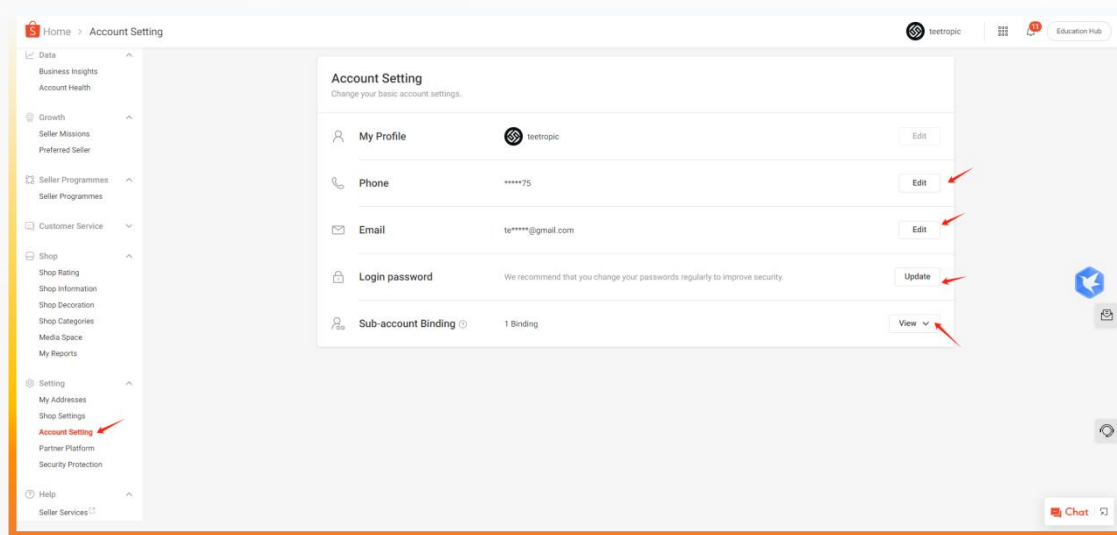 S Home > Account Setting
teetropic
11
Education Hub
Data
Business Insights
Account Health
Growth
Seller Missions
Preferred Seller
Seller Programmes
Seller Programmes
Customer Service
Shop
Shop Rating
Shop Information
Shop Decoration
Shop Categories
Media Space
My Reports
Setting
My Addresses
Shop Settings
Account Setting
Partner Platform
Security Protection
Help
Seller Services
Account Setting
Change your basic account settings.
My Profile teetropic Edit
Phone *****75 Edit
Email te*****@gmail.com Edit
Login password We recommend that you change your passwords regularly to improve security. Update
Sub-account Binding ? 1 Binding View
Chat